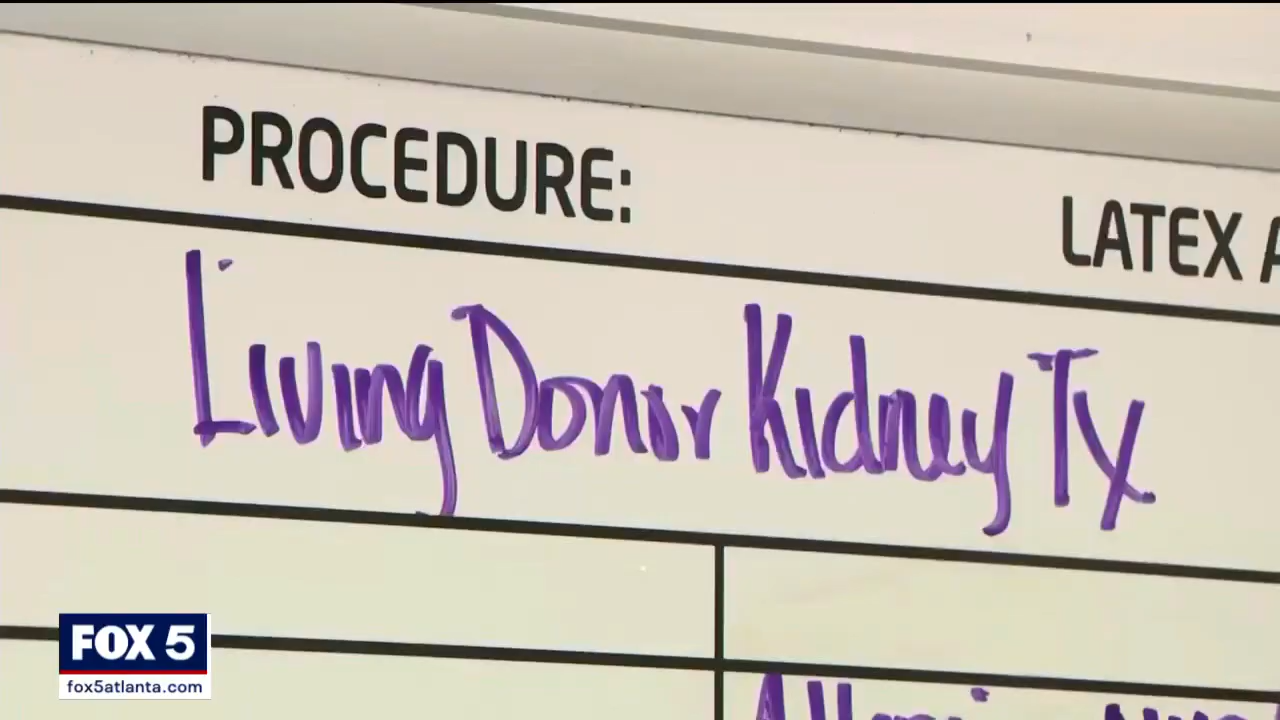 PROCEDURE:
LATEX
Living Donor Kidney Tx
FOX 5
fox5atlanta.com